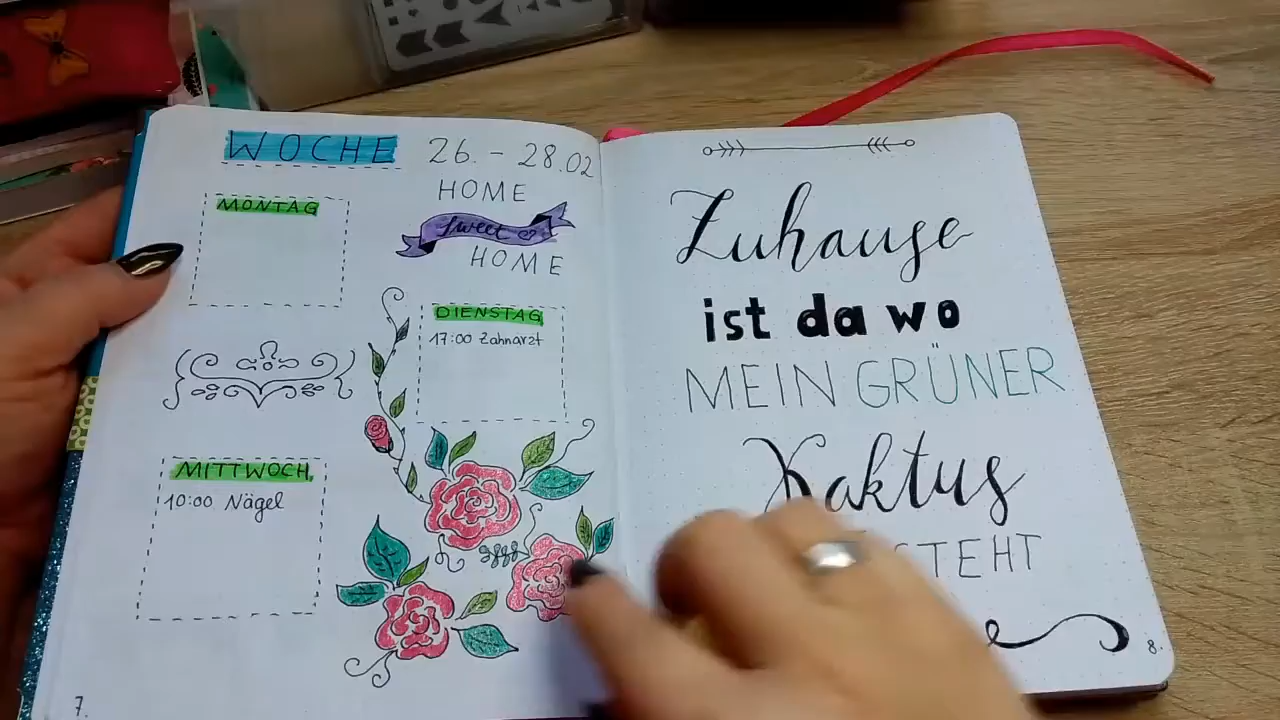 WOCHE 26. - 28.02
HOME
Sweet
HOME
MONTAG
DIENSTAG
17:00 Zahnarzt
MITTWOCH
10:00 Nägel
7.
Zuhause
ist da wo
MEIN GRÜNER
Kaktus
STEHT
8.